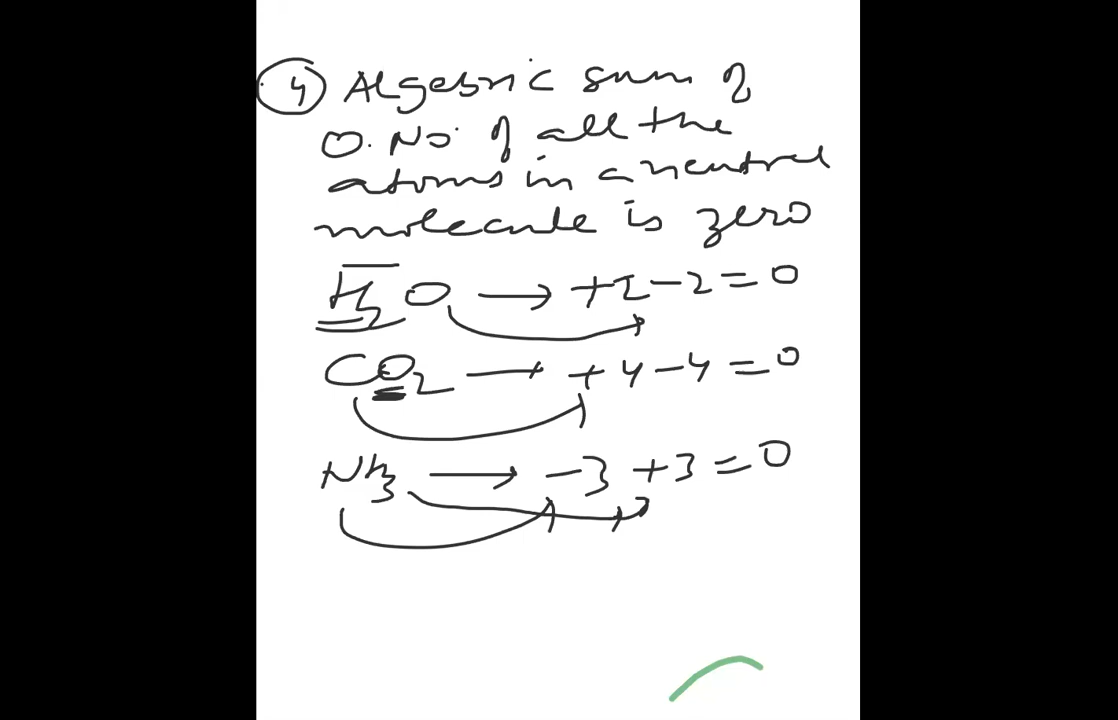 4 Algebric sum of
O. No. of all the
atoms in a neutral
molecule is zero
H2O → +2 - 2 = 0
CO2 → +4 - 4 = 0
NH3 → -3 +3 = 0